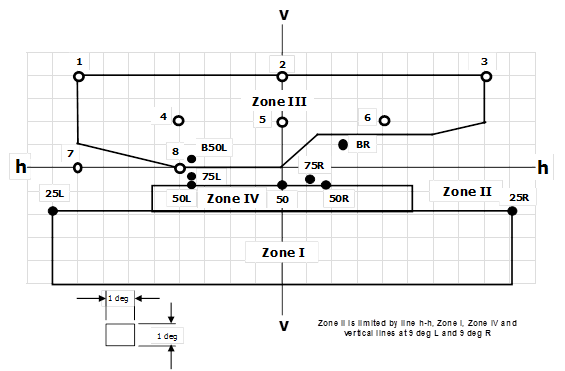 V
1
2
3
Zone III
4
5
6
B50L
BR
8
7
h
h
75R
75L
Zone II
25L
50L
Zone IV
50
50R
25R
Zone I
1 deg
V
Zone II is limited by line h-h, Zone I, Zone IV and
1 deg
vertical lines at 9 deg L and 9 deg R